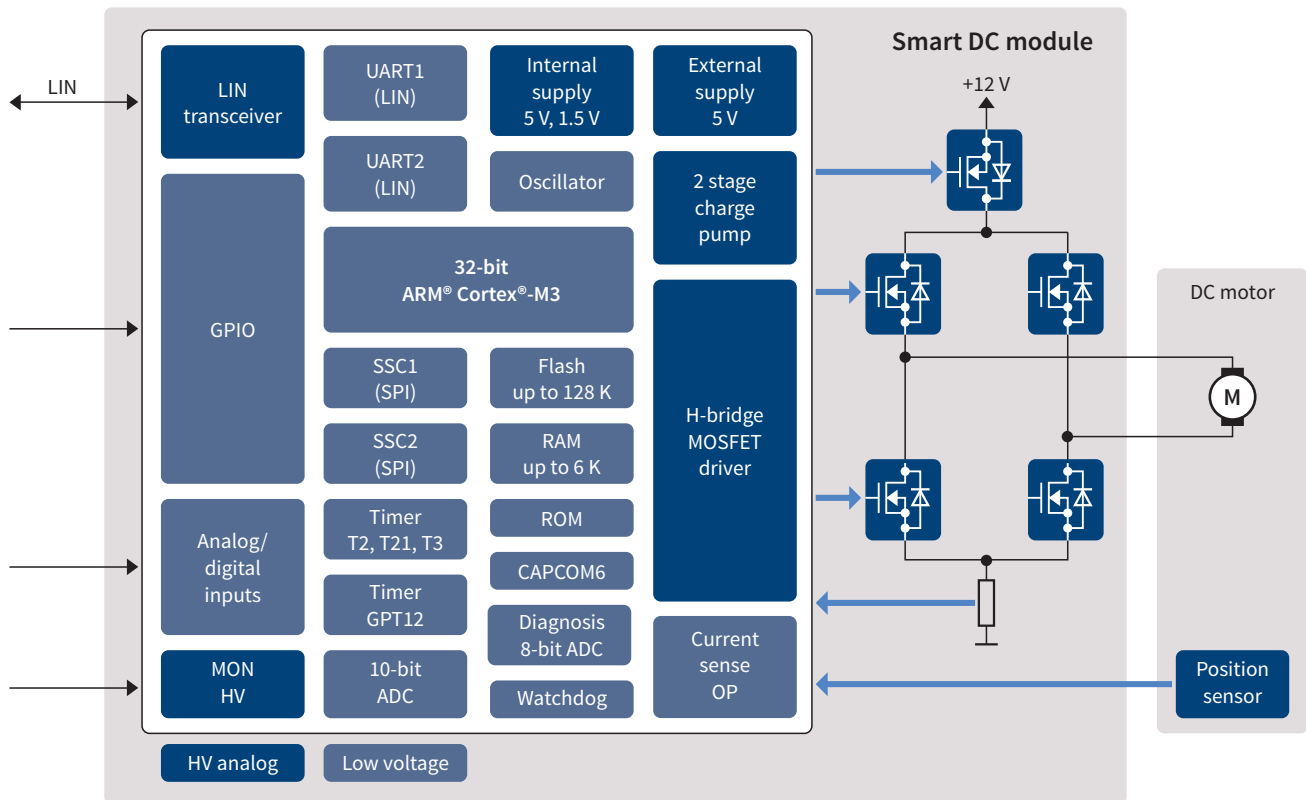 Smart DC module
LIN
LIN
transceiver
GPIO
Analog/
digital
inputs
MON
HV
UART1
(LIN)
UART2
(LIN)
Internal
supply
5 V, 1.5 V
Oscillator
External
supply
5 V
2 stage
charge
pump
32-bit
ARM® Cortex®-M3
SSC1
(SPI)
SSC2
(SPI)
Timer
T2, T21, T3
Timer
GPT12
10-bit
ADC
Flash
up to 128 K
RAM
up to 6 K
ROM
CAPCOM6
Diagnosis
8-bit ADC
Watchdog
H-bridge
MOSFET
driver
Current
sense
OP
+12 V
DC motor
M
Position
sensor
HV analog
Low voltage